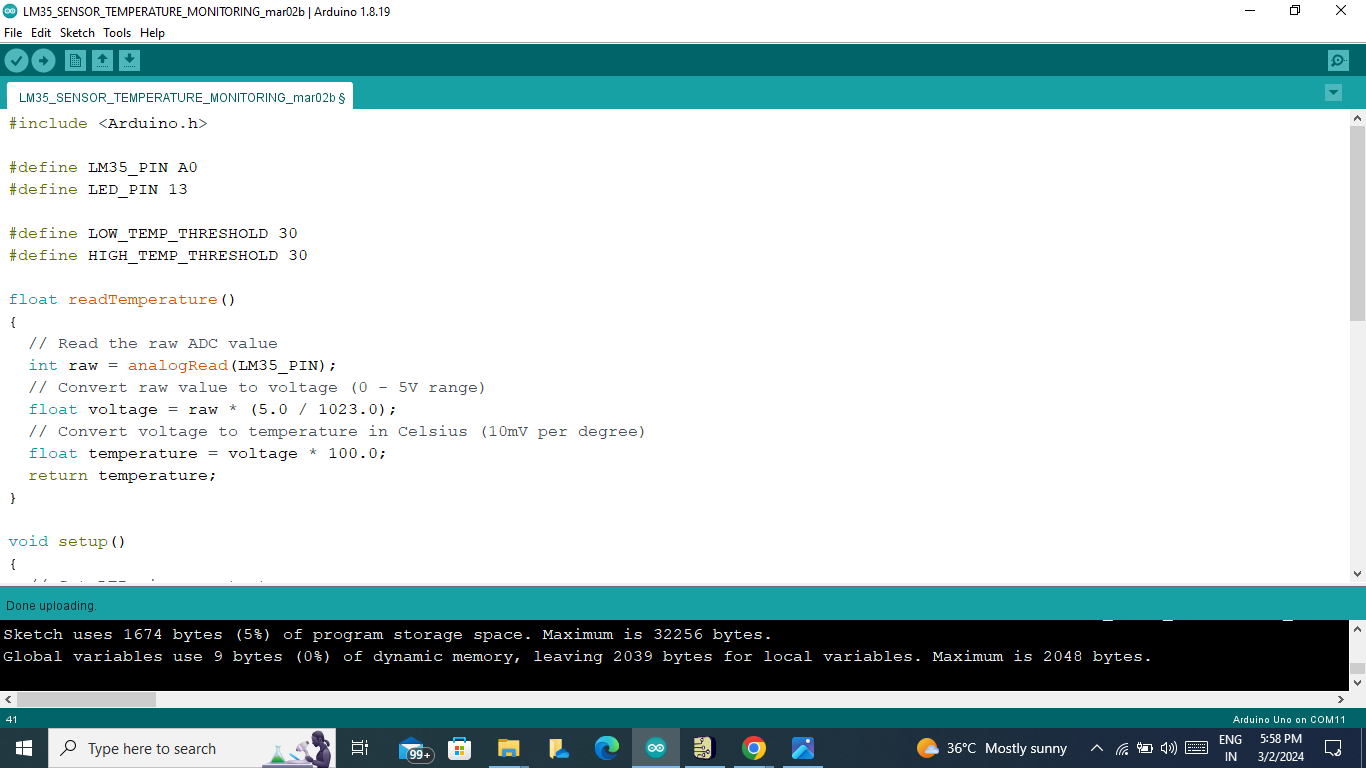 LM35_SENSOR_TEMPERATURE_MONITORING_mar02b | Arduino 1.8.19
File Edit Sketch Tools Help
LM35_SENSOR_TEMPERATURE_MONITORING_mar02b §
#include <Arduino.h>
#define LM35_PIN A0
#define LED_PIN 13
#define LOW_TEMP_THRESHOLD 30
#define HIGH_TEMP_THRESHOLD 30
float readTemperature()
{
// Read the raw ADC value
int raw = analogRead(LM35_PIN);
// Convert raw value to voltage (0 - 5V range)
float voltage = raw * (5.0 / 1023.0);
// Convert voltage to temperature in Celsius (10mV per degree)
float temperature = voltage * 100.0;
return temperature;
}
void setup()
{
Done uploading.
Sketch uses 1674 bytes (5%) of program storage space. Maximum is 32256 bytes.
Global variables use 9 bytes (0%) of dynamic memory, leaving 2039 bytes for local variables. Maximum is 2048 bytes.
41
Arduino Uno on COM11
Type here to search
99+
36°C Mostly sunny
ENG
IN
5:58 PM
3/2/2024